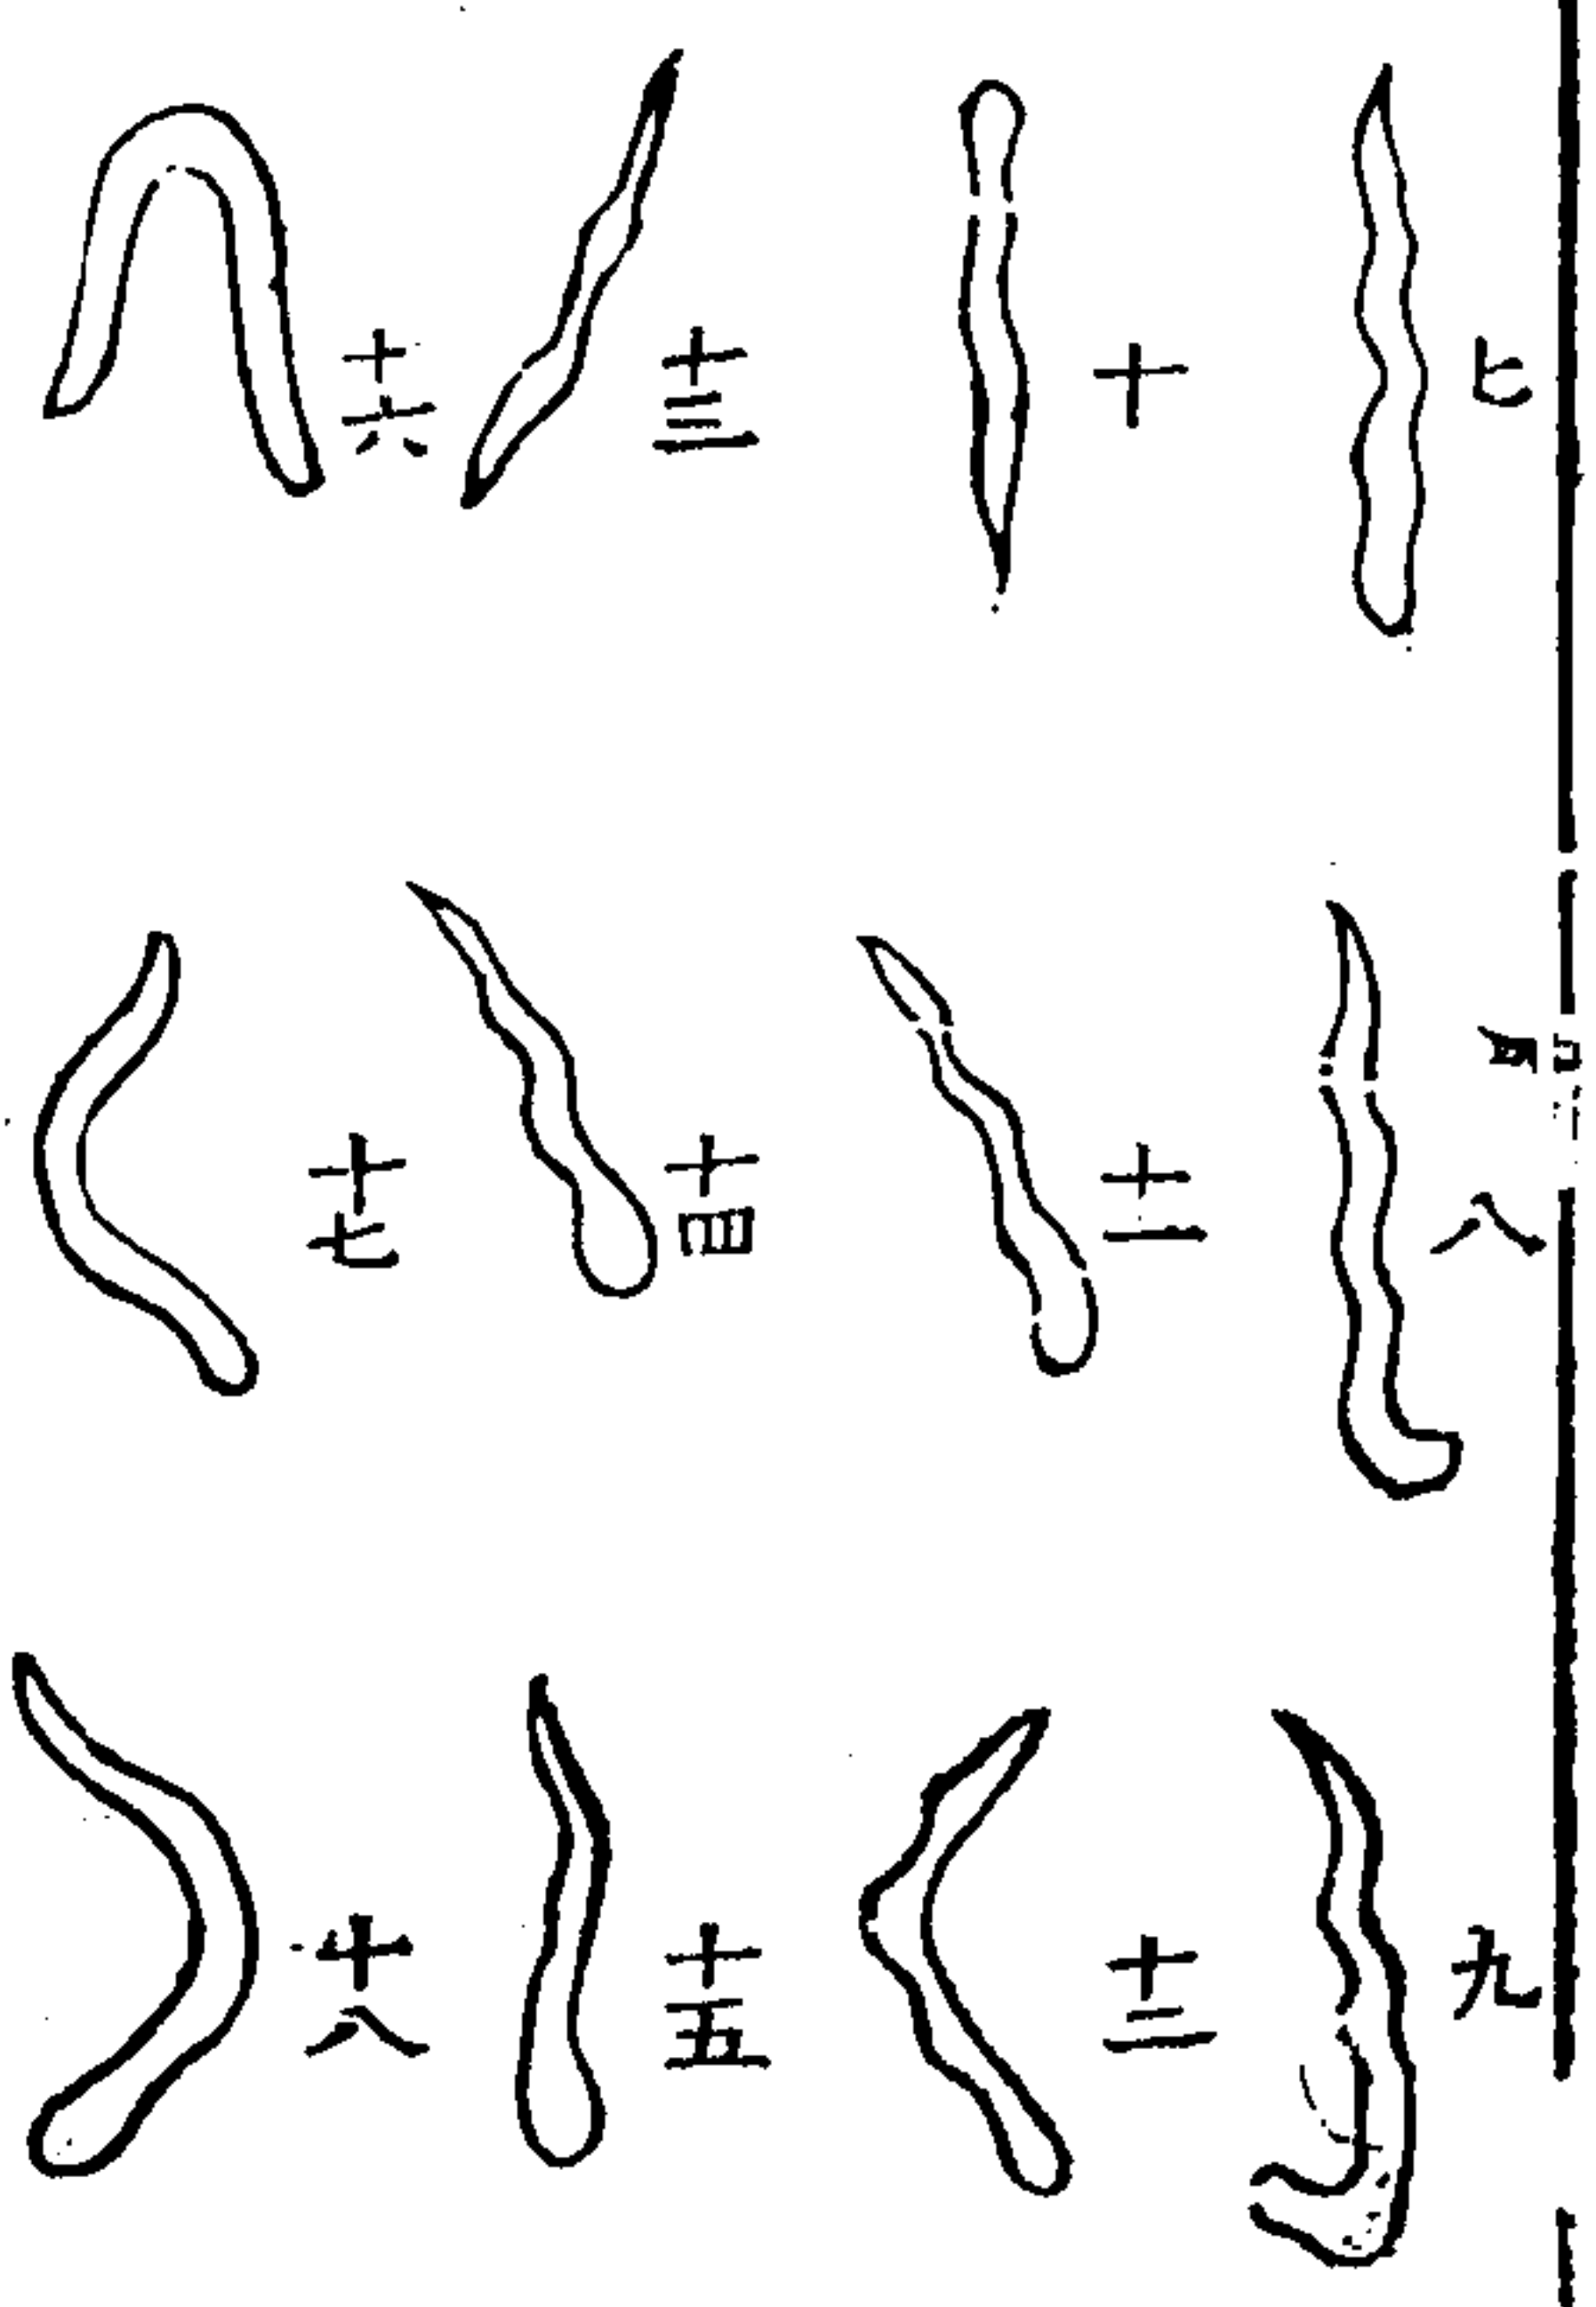 七
八
九
十
十一
十二
十三
十四
十五
十六
十七
十八